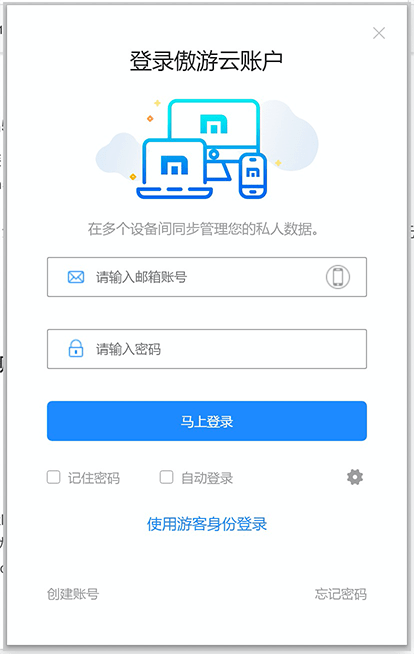 登录傲游云账户
在多个设备间同步管理您的私人数据。
请输入邮箱账号
请输入密码
马上登录
记住密码 自动登录
使用游客身份登录
创建账号 忘记密码